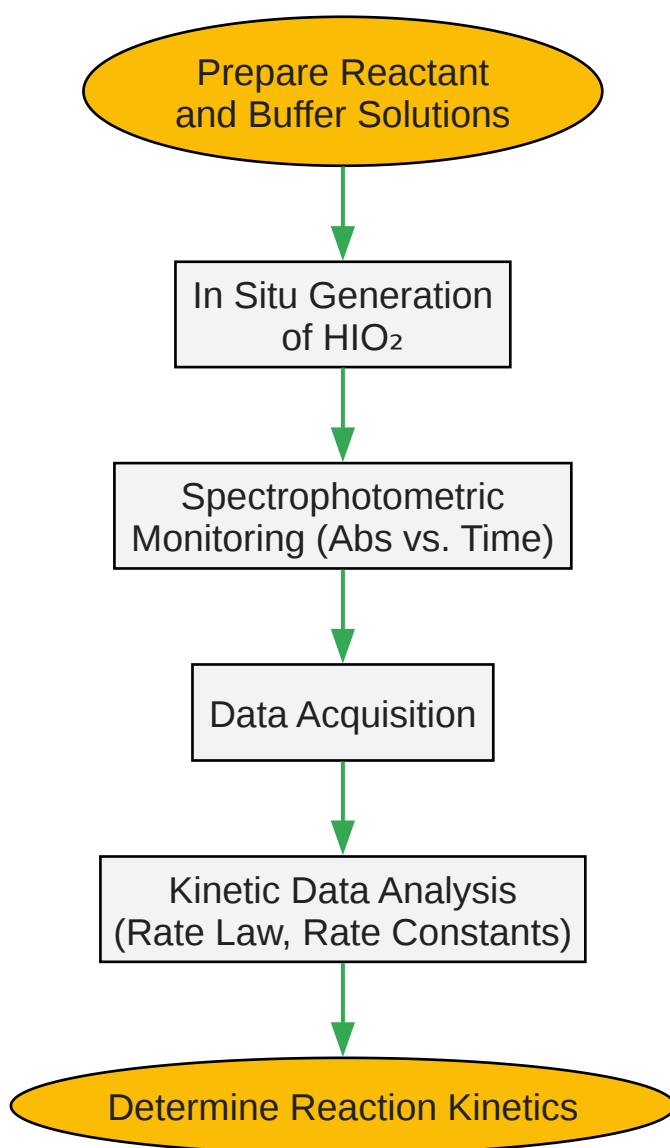 Prepare Reactant
and Buffer Solutions
In Situ Generation
of HIO₂
Spectrophotometric
Monitoring (Abs vs. Time)
Data Acquisition
Kinetic Data Analysis
(Rate Law, Rate Constants)
Determine Reaction Kinetics